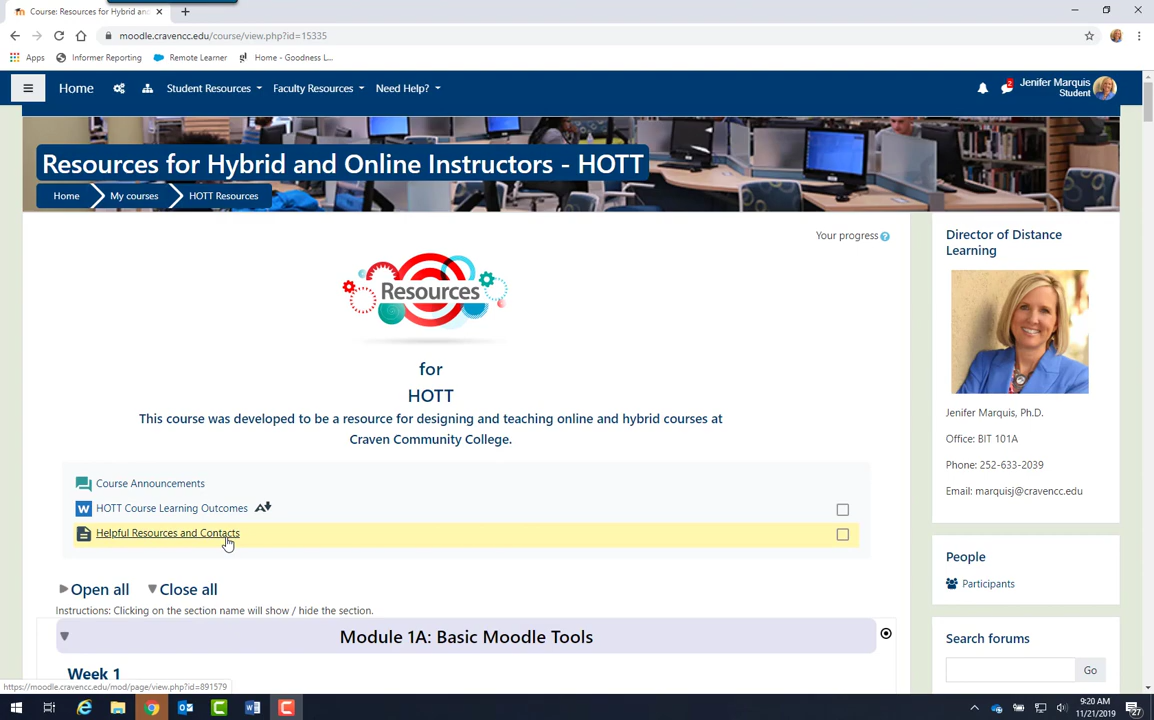 Course: Resources for Hybrid and
moodle.cravencc.edu/course/view.php?id=15335
Apps
Informer Reporting
Remote Learner
Home - Goodness L...
Home
Student Resources
Faculty Resources
Need Help?
2
Jenifer Marquis
Student
Resources for Hybrid and Online Instructors - HOTT
Home
My courses
HOTT Resources
Your progress
Resources
for
HOTT
This course was developed to be a resource for designing and teaching online and hybrid courses at
Craven Community College.
Course Announcements
HOTT Course Learning Outcomes
Helpful Resources and Contacts
Open all
Close all
Instructions: Clicking on the section name will show / hide the section.
Module 1A: Basic Moodle Tools
Week 1
Director of Distance
Learning
Jenifer Marquis, Ph.D.
Office: BIT 101A
Phone: 252-633-2039
Email: marquisj@cravencc.edu
People
Participants
Search forums
Go
https://moodle.cravencc.edu/mod/page/view.php?id=891579
9:20 AM
11/21/2019
27